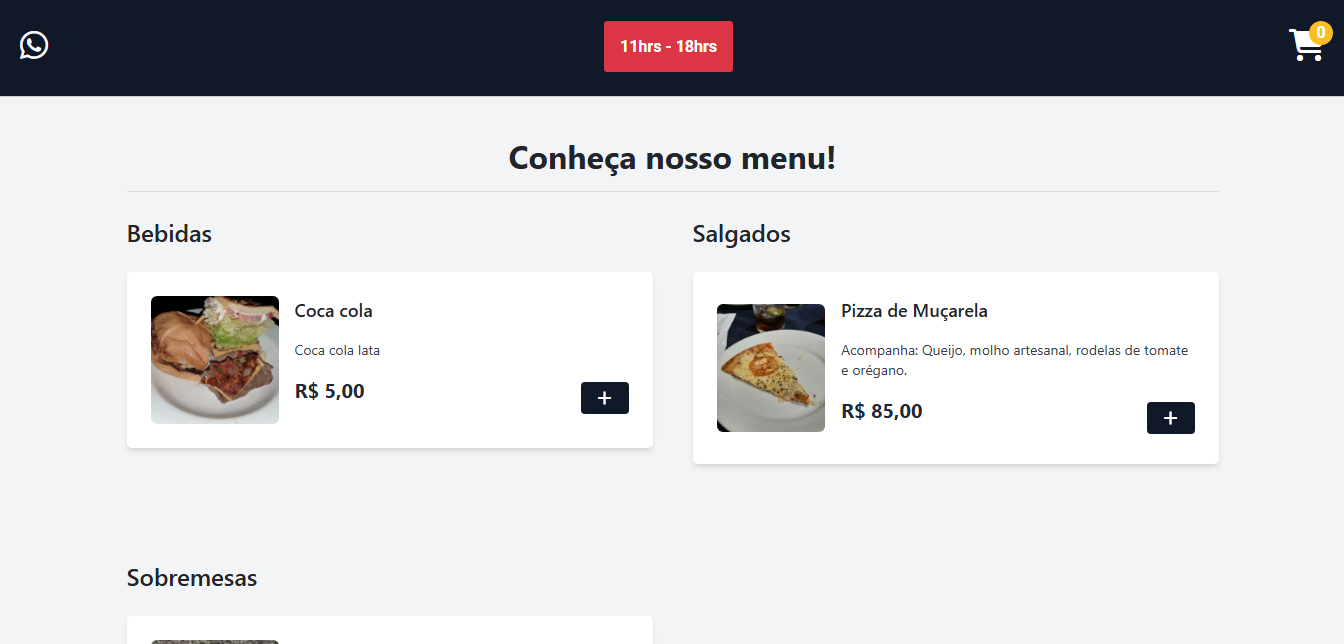 11hrs - 18hrs
0
Conheça nosso menu!
Bebidas
Salgados
Coca cola
Coca cola lata
R$ 5,00
+
Pizza de Muçarela
Acompanha: Queijo, molho artesanal, rodelas de tomate
e orégano.
R$ 85,00
+
Sobremesas